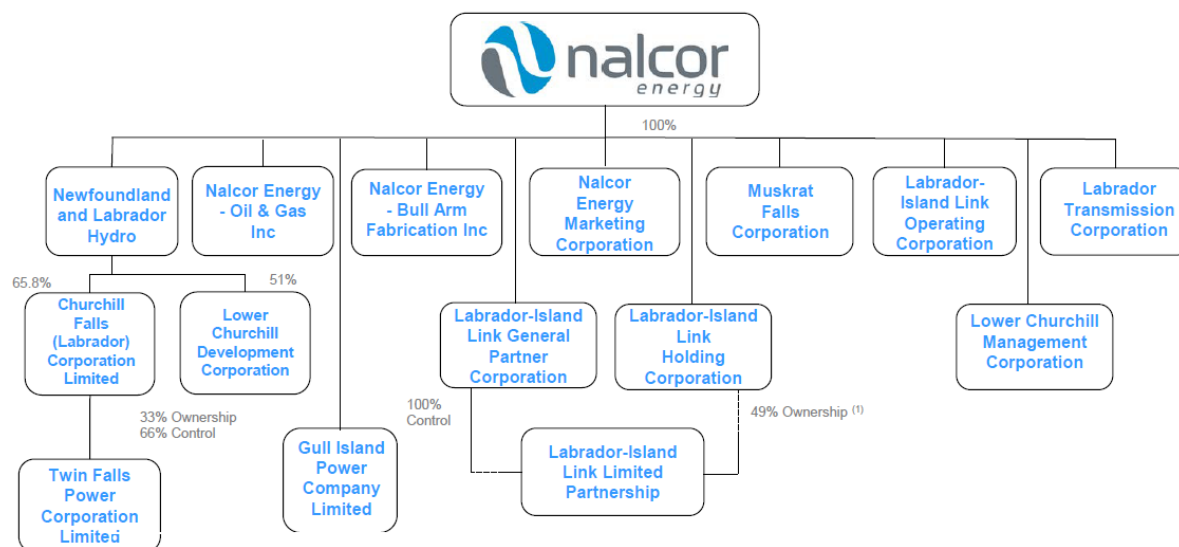 nalcor
energy
100%
Newfoundland
and Labrador
Hydro
Nalcor Energy
- Oil & Gas
Inc
Nalcor Energy
- Bull Arm
Fabrication Inc
Nalcor
Energy
Marketing
Corporation
Muskrat
Falls
Corporation
Labrador-
Island Link
Operating
Corporation
Labrador
Transmission
Corporation
65.8%
51%
Churchill
Falls
(Labrador)
Corporation
Limited
Lower
Churchill
Development
Corporation
Labrador-Island
Link General
Partner
Corporation
Labrador-Island
Link
Holding
Corporation
Lower Churchill
Management
Corporation
33% Ownership
66% Control
100%
Control
49% Ownership (1)
Twin Falls
Power
Corporation
Limited
Gull Island
Power
Company
Limited
Labrador-Island
Link Limited
Partnership